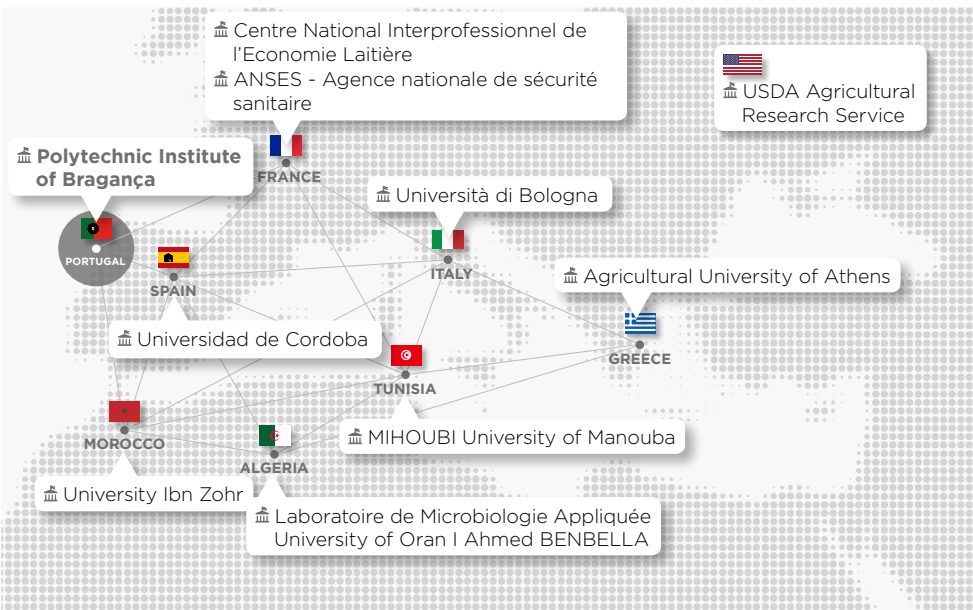 Centre National Interprofessionnel de
l'Economie Laitière
ANSES - Agence nationale de sécurité
sanitaire
USDA Agricultural
Research Service
Polytechnic Institute
of Bragança
FRANCE
Università di Bologna
PORTUGAL
ITALY
SPAIN
Agricultural University of Athens
Universidad de Cordoba
GREECE
TUNISIA
MOROCCO
MIHOUBI University of Manouba
ALGERIA
University Ibn Zohr
Laboratoire de Microbiologie Appliquée
University of Oran I Ahmed BENBELLA